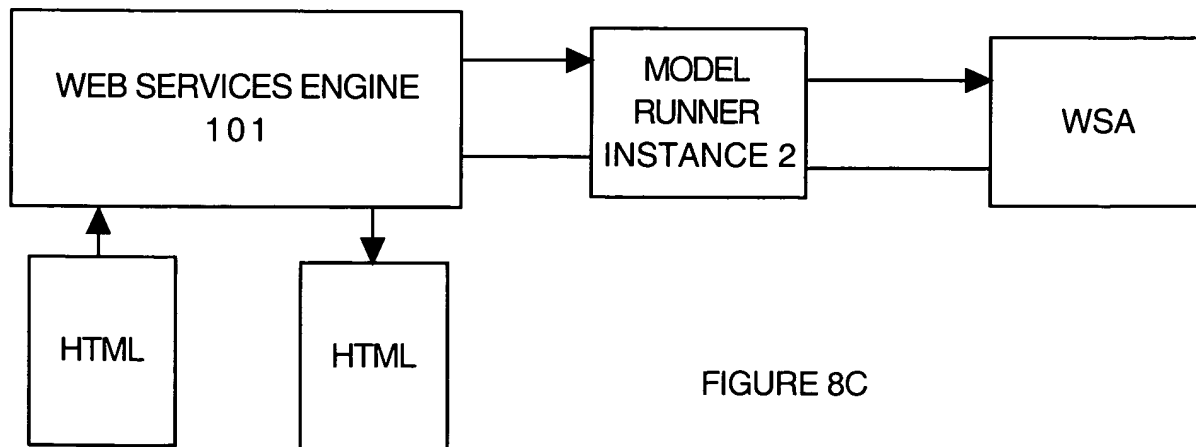 WEB SERVICES ENGINE
101
MODEL
RUNNER
INSTANCE 2
WSA
HTML
HTML
FIGURE 8C